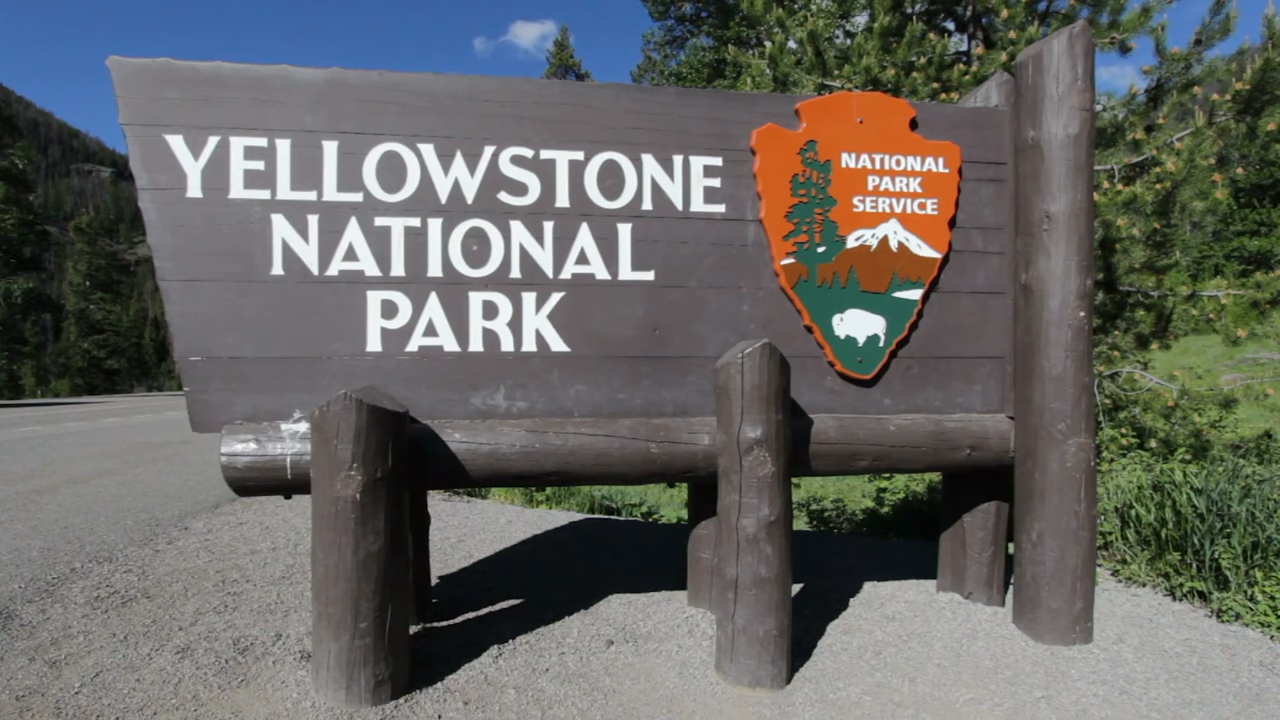 YELLOWSTONE
NATIONAL
PARK
NATIONAL
PARK
SERVICE